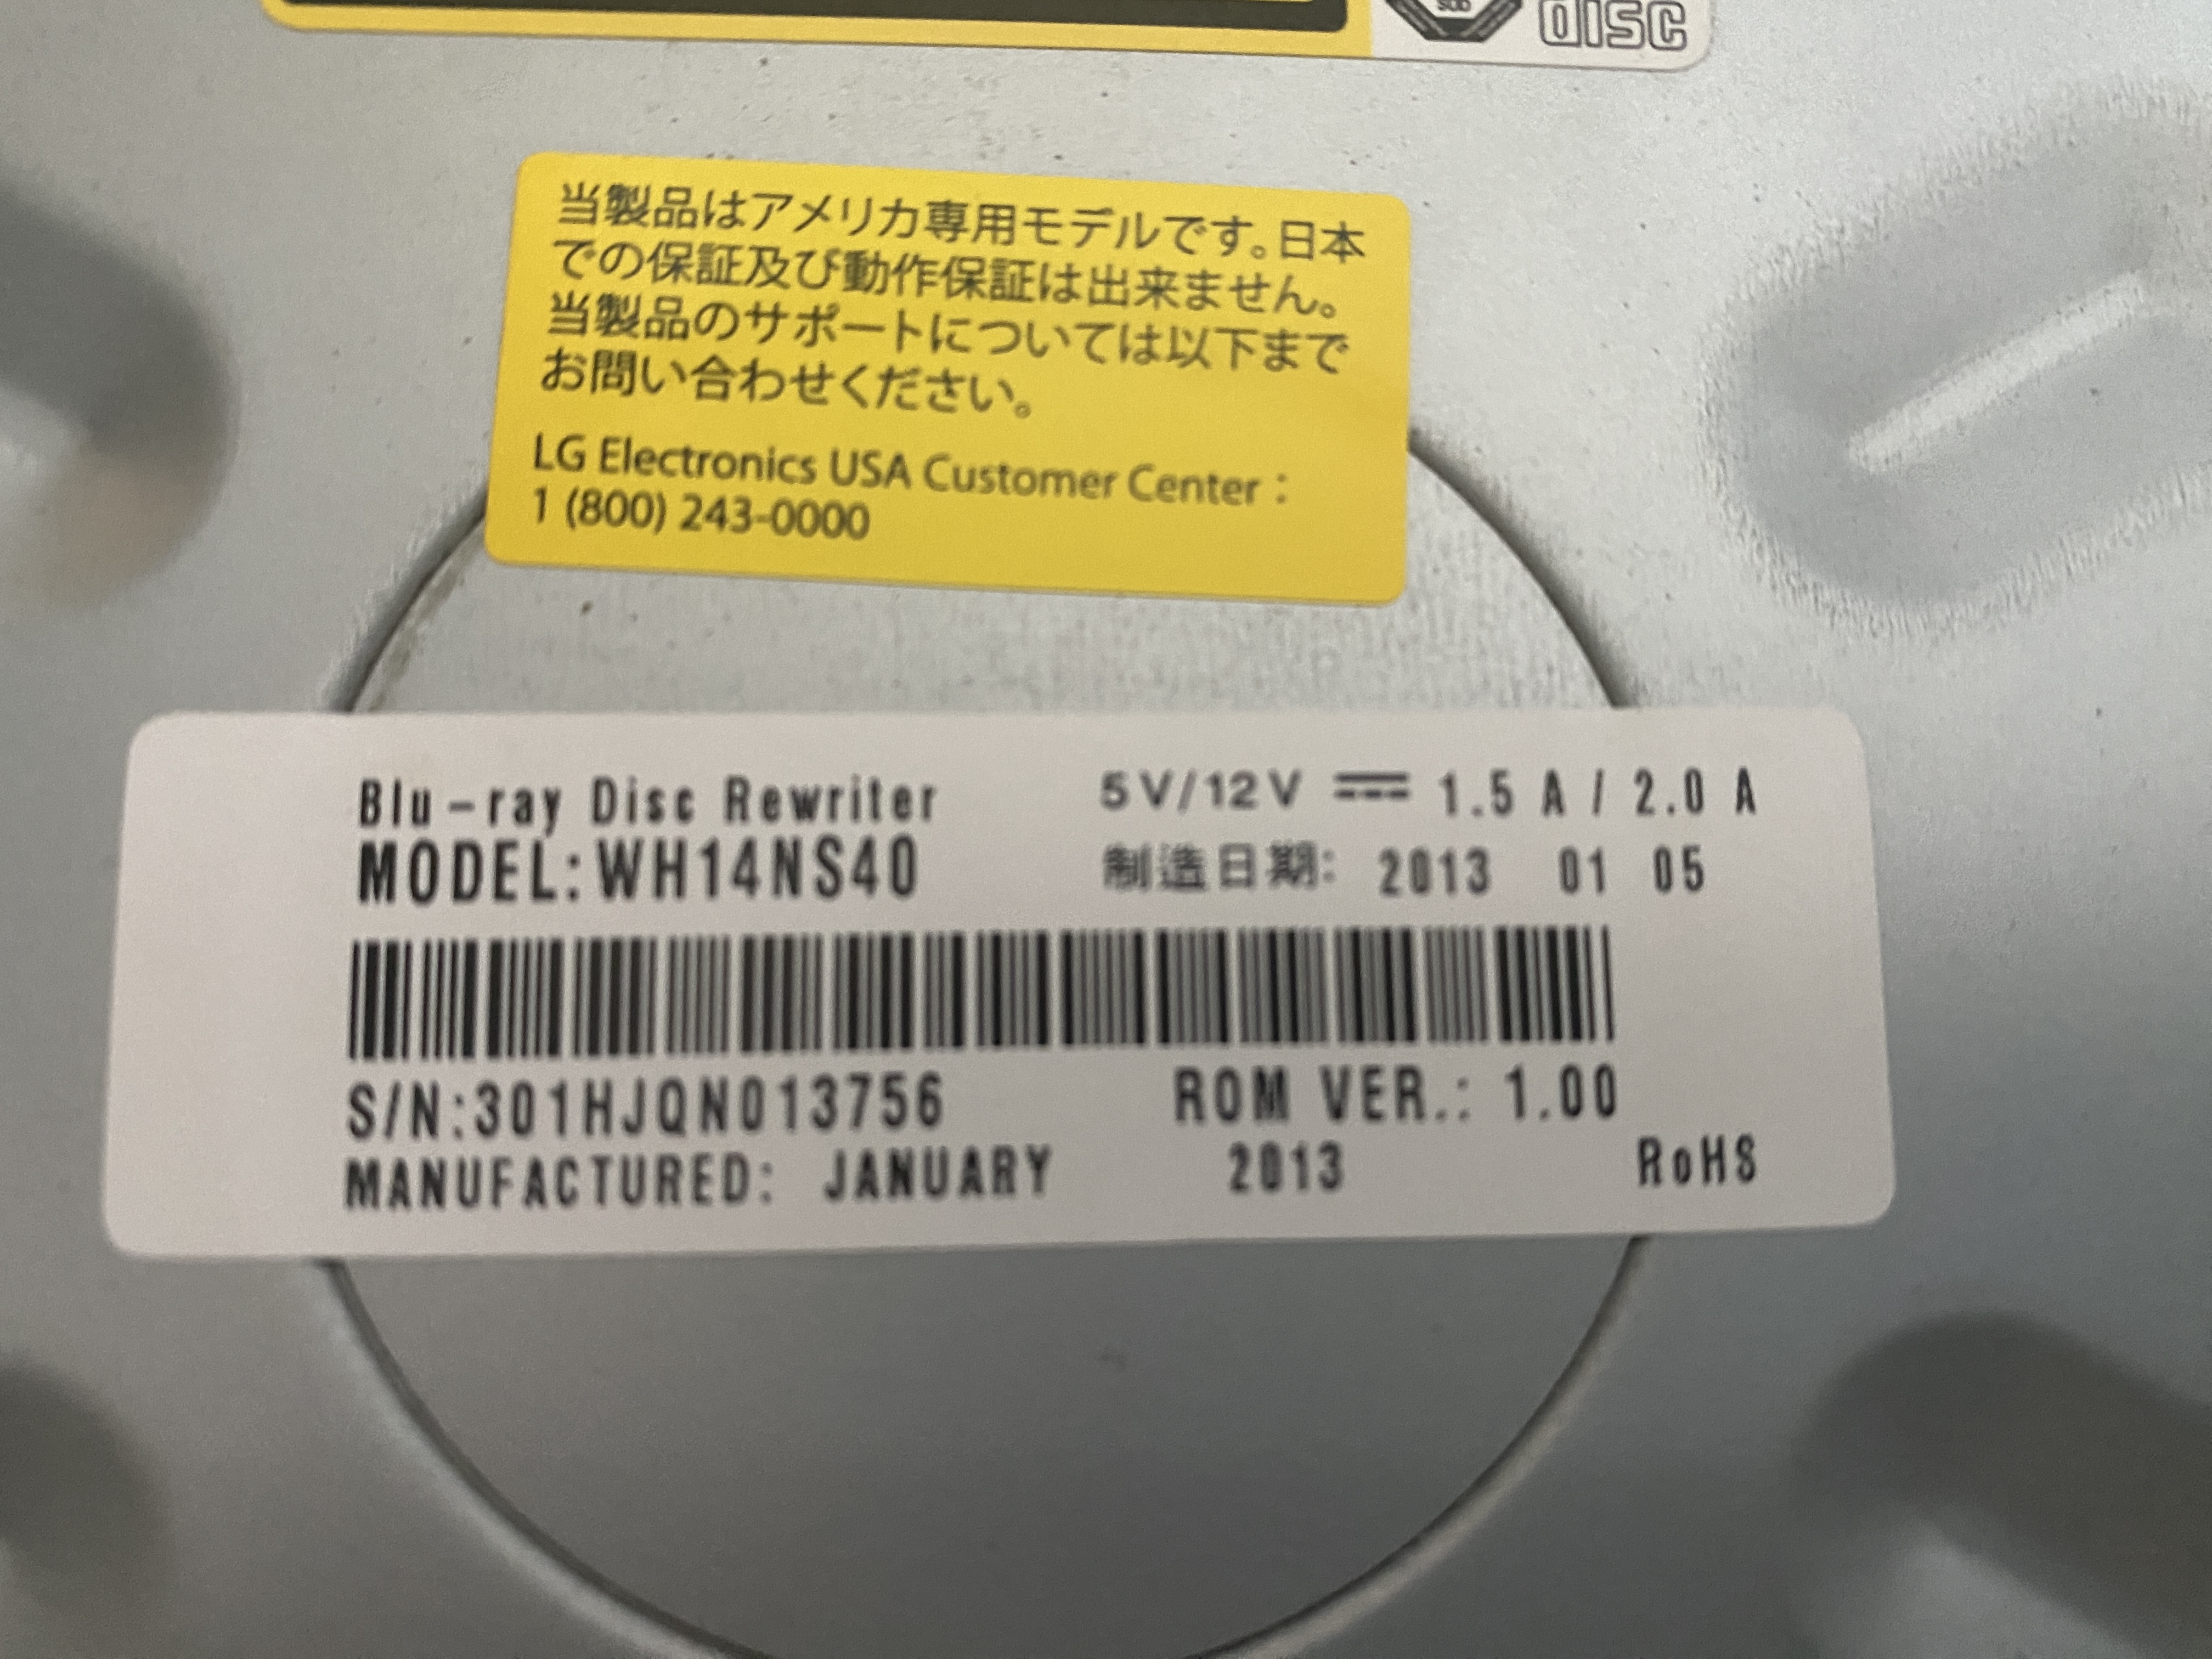 DISC
当製品はアメリカ専用モデルです。日本
での保証及び動作保証は出来ません。
当製品のサポートについては以下まで
お問い合わせください。
LG Electronics USA Customer Center :
1 (800) 243-0000
Blu-ray Disc Rewriter
5V/12V ⎓ 1.5 A / 2.0 A
MODEL:WH14NS40
制造日期: 2013 01 05
S/N:301HJQN013756
ROM VER.: 1.00
MANUFACTURED: JANUARY 2013
RoHS